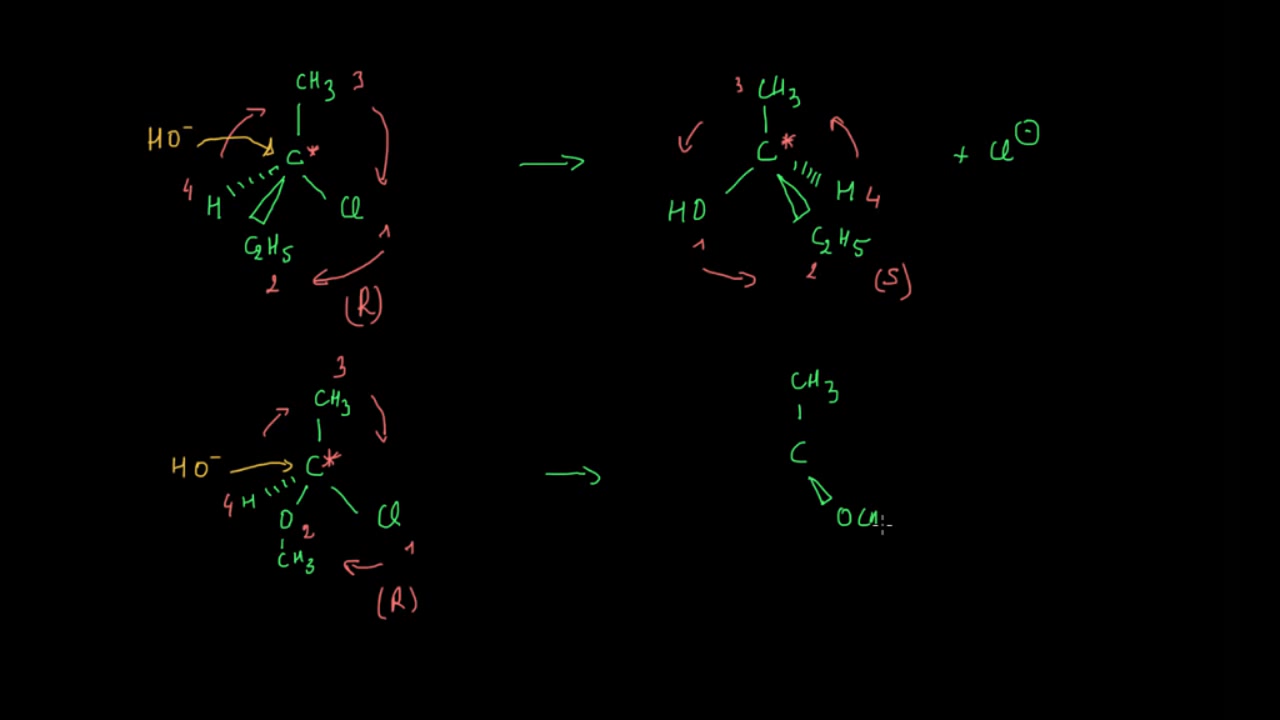 CH3 3
HO⁻
C*
4 H
Cl
1
C2H5
2
(R)
→
3 CH3
C*
HO
H 4
1
C2H5
2
(S)
+ Cl⊖
3
CH3
HO⁻
C*
4 H
O 2
Cl
CH3
1
(R)
→
CH3
C
OCH